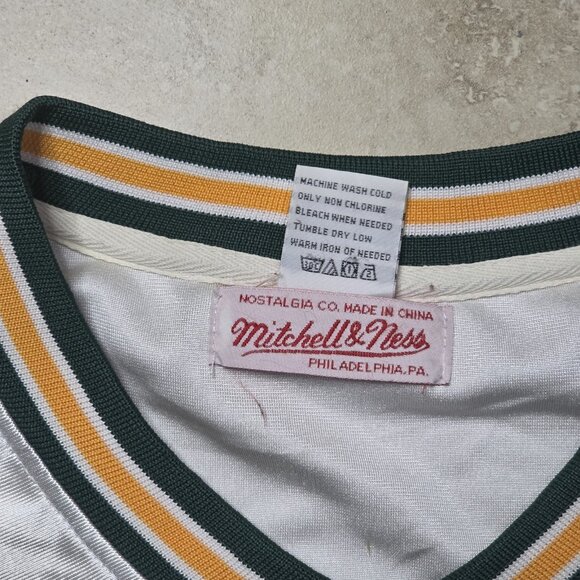 MACHINE WASH COLD
ONLY NON CHLORINE
BLEACH WHEN NEEDED
TUMBLE DRY LOW
WARM IRON OF NEEDED
NOSTALGIA CO. MADE IN CHINA
Mitchell & Ness
PHILADELPHIA.PA.